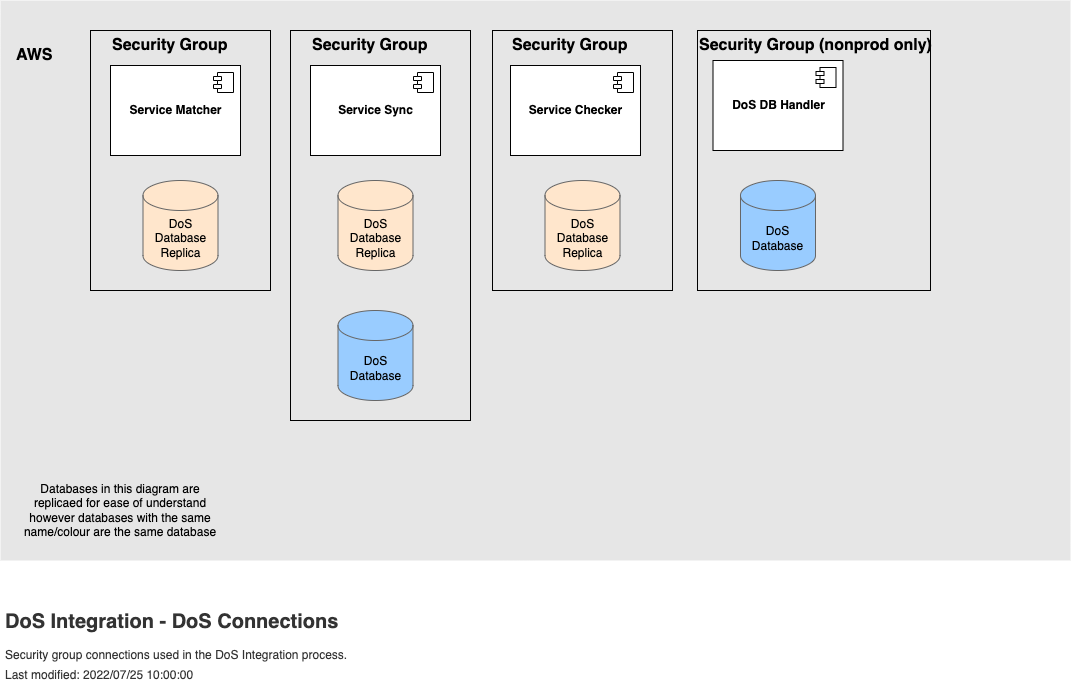 AWS
Security Group
Service Matcher
DoS
Database
Replica
Security Group
Service Sync
DoS
Database
Replica
DoS
Database
Security Group
Service Checker
DoS
Database
Replica
Security Group (nonprod only)
DoS DB Handler
DoS
Database
Databases in this diagram are
replicaed for ease of understand
however databases with the same
name/colour are the same database
DoS Integration - DoS Connections
Security group connections used in the DoS Integration process.
Last modified: 2022/07/25 10:00:00